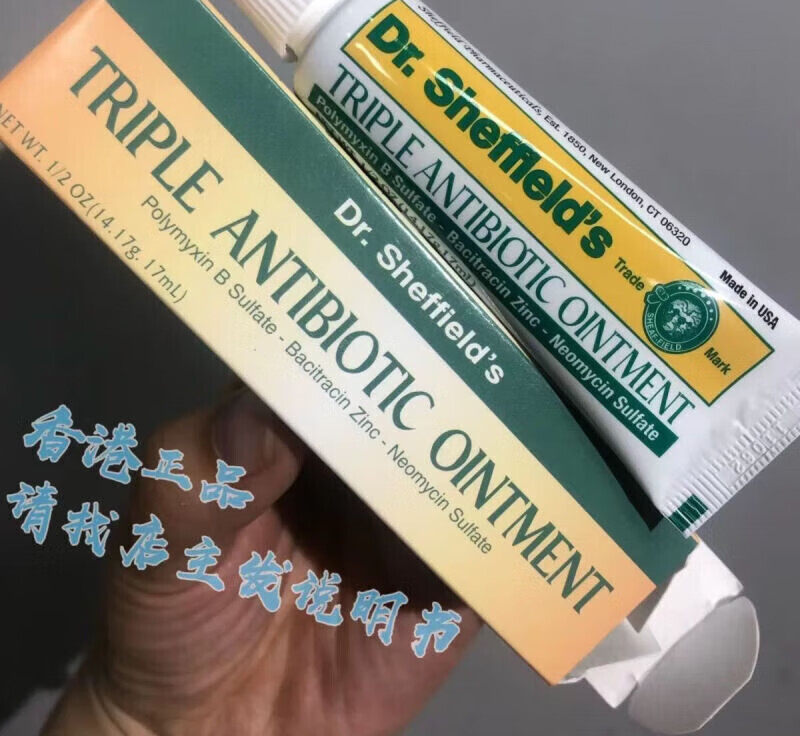 TRIPLE ANTIBIOTIC OINTMENT
Polymyxin B Sulfate - Bacitracin Zinc - Neomycin Sulfate
NET WT. 1/2 OZ (14.17g, 17mL)
Dr. Sheffield's
Sheffield Pharmaceuticals, Est. 1850, New London, CT 06320
Dr. Sheffield's
Trade
Mark
SHEAFFIELD
Made in USA
TRIPLE ANTIBIOTIC OINTMENT
Polymyxin B Sulfate - Bacitracin Zinc - Neomycin Sulfate
香港正品
请找店主发说明书